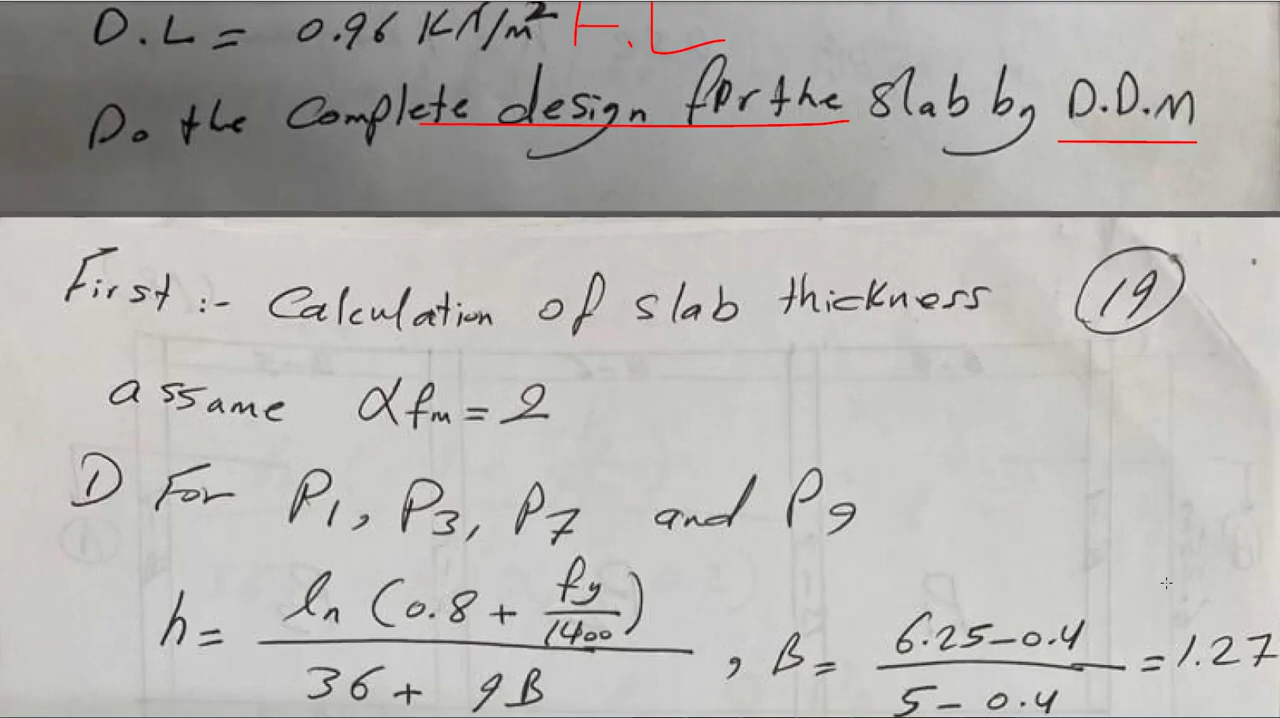 D.L = 0.96 KN/m² F.L
Do the Complete design for the slab by D.D.M
First :- Calculation of slab thickness 19
assame αfm = 2
1) For P1, P3, P7 and P9
h = ln (0.8 + fy/1400) / 36 + 9B , B = 6.25-0.4 / 5-0.4 = 1.27